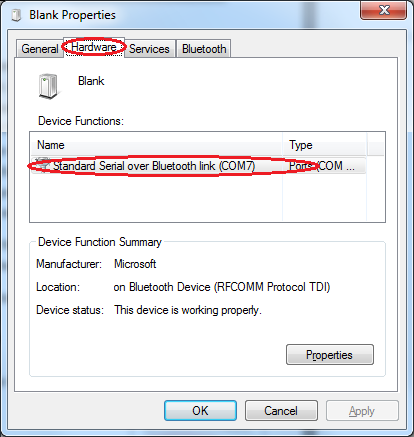 Blank Properties
General Hardware Services Bluetooth
Blank
Device Functions:
Name Type
Standard Serial over Bluetooth link (COM7) Ports (COM ...
Device Function Summary
Manufacturer: Microsoft
Location: on Bluetooth Device (RFCOMM Protocol TDI)
Device status: This device is working properly.
Properties
OK Cancel Apply